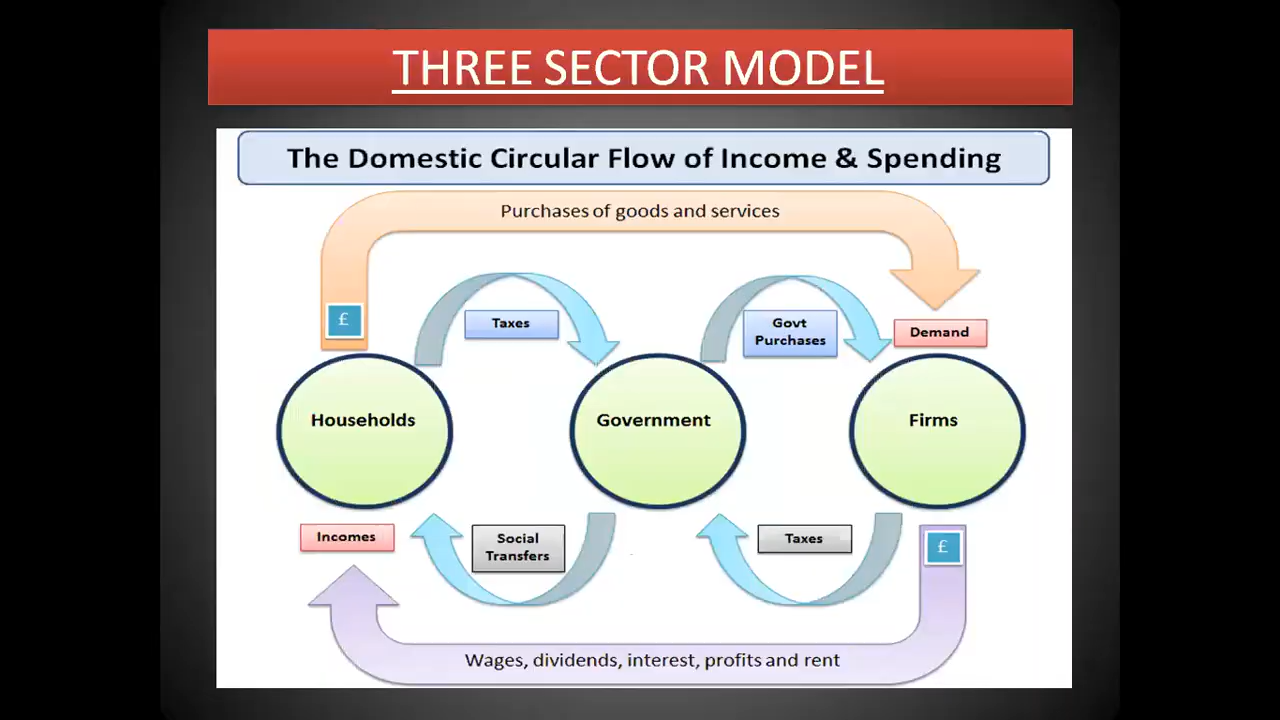 THREE SECTOR MODEL
The Domestic Circular Flow of Income & Spending
Purchases of goods and services
£
Taxes
Govt
Purchases
Demand
Households
Government
Firms
Incomes
Social
Transfers
Taxes
£
Wages, dividends, interest, profits and rent